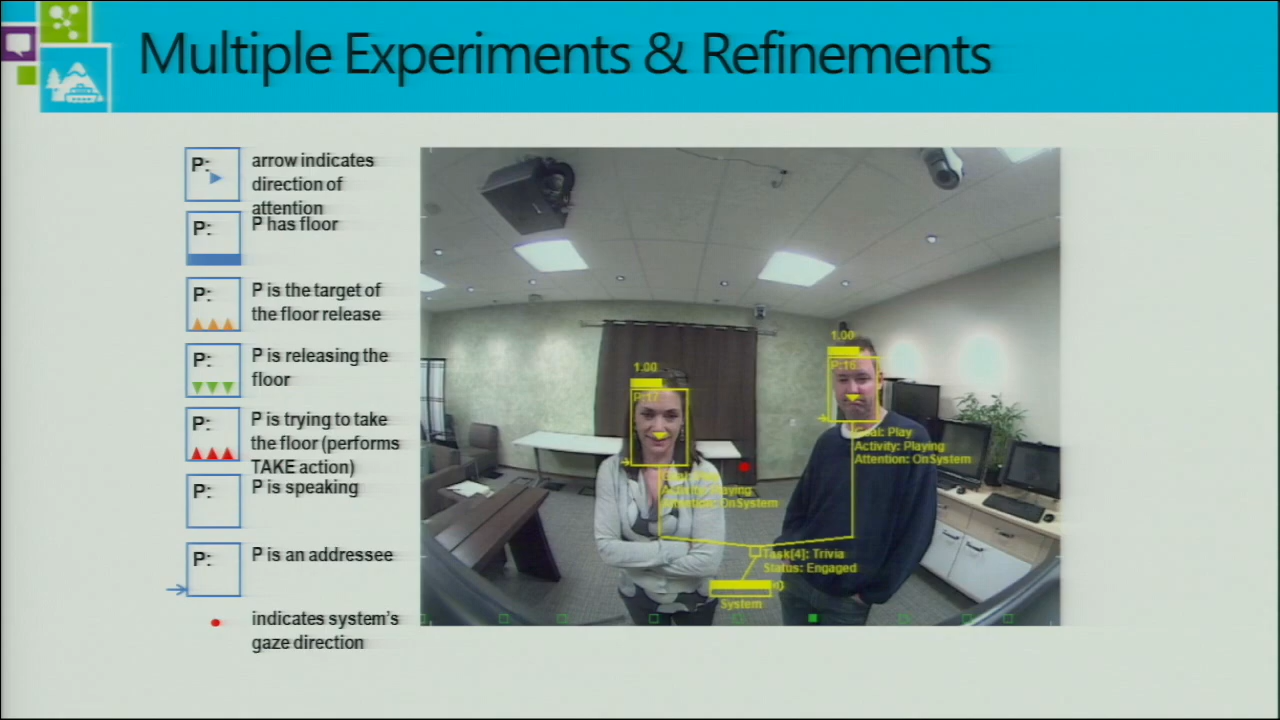 Multiple Experiments & Refinements
P:
arrow indicates
direction of
attention
P:
P has floor
P:
P is the target of
the floor release
P:
P is releasing the
floor
P:
P is trying to take
the floor (performs
TAKE action)
P:
P is speaking
P:
P is an addressee
indicates system's
gaze direction
1.00
P:16
Goal: Play
Activity: Playing
Attention: OnSystem
1.00
P:17
Attention: OnSystem
Task[4]: Trivia
Status: Engaged
System